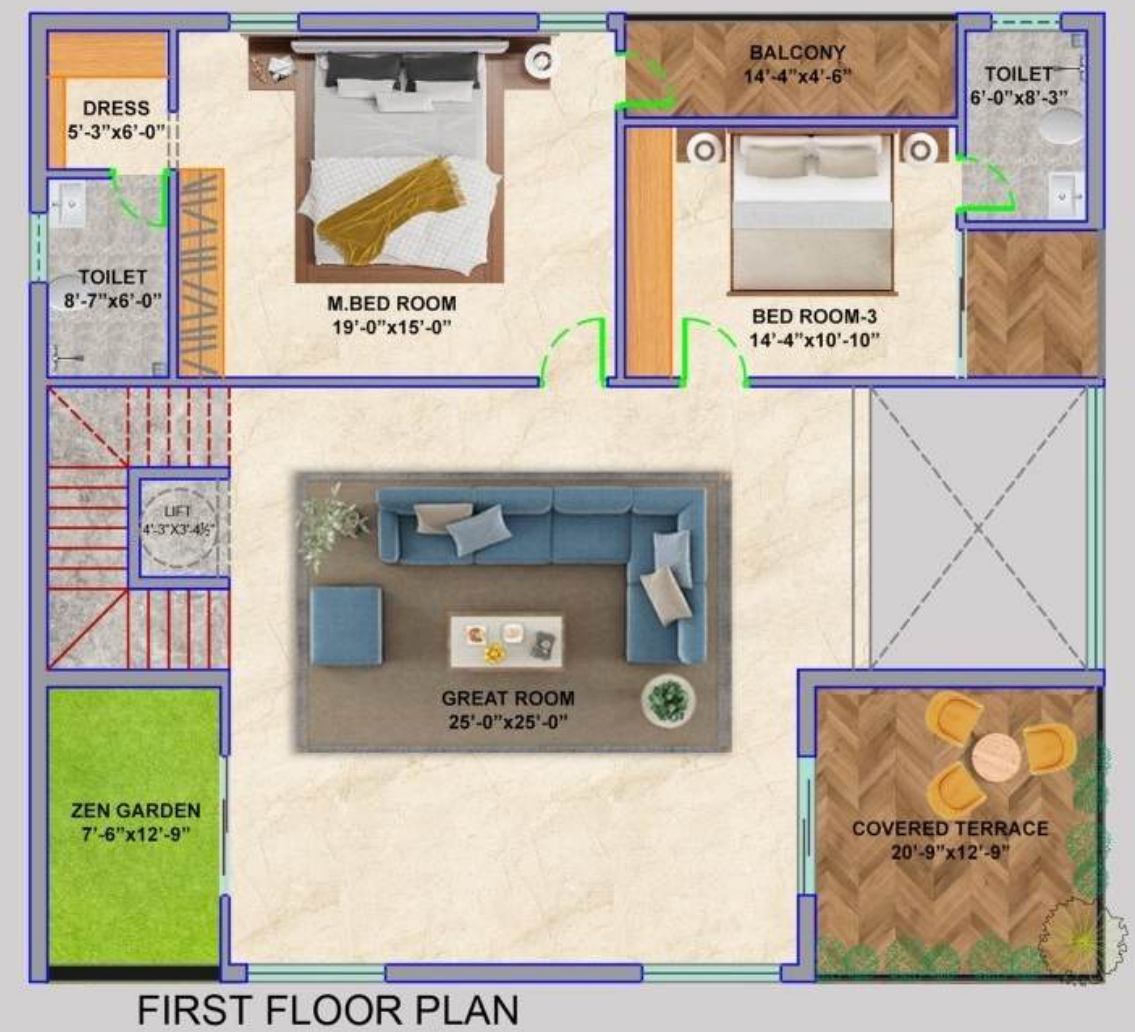 BALCONY
14'-4"x4'-6"
TOILET
6'-0"x8'-3"
DRESS
5'-3"x6'-0"
TOILET
8'-7"x6'-0"
M.BED ROOM
19'-0"x15'-0"
BED ROOM-3
14'-4"x10'-10"
LIFT
4'-3"X3'-4½"
GREAT ROOM
25'-0"x25'-0"
ZEN GARDEN
7'-6"x12'-9"
COVERED TERRACE
20'-9"x12'-9"
FIRST FLOOR PLAN